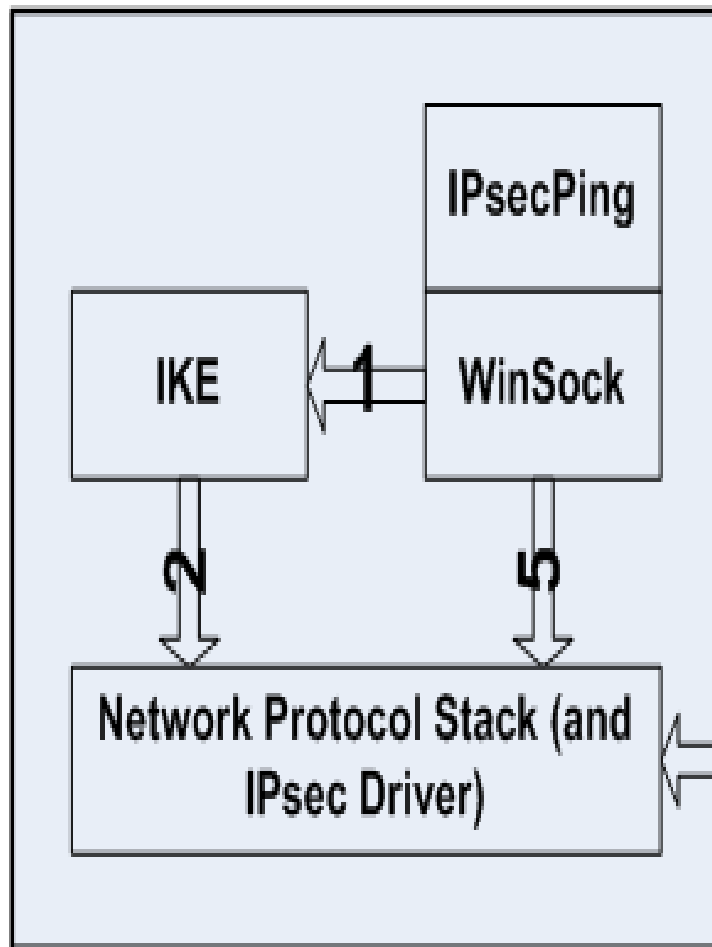 IPsecPing
IKE
1
WinSock
2
5
Network Protocol Stack (and
IPsec Driver)